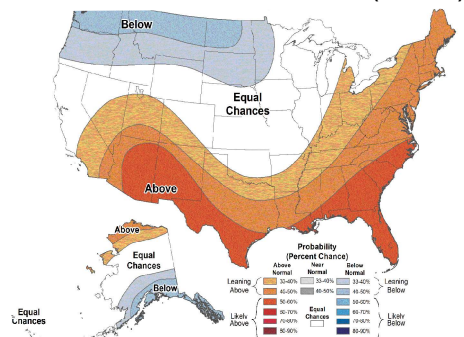 Below
Equal
Chances
Above
Above
Equal
Chances
Below
Equal
Chances
Probability
(Percent Chance)
Above Normal
Near Normal
Below Normal
Leaning Above
33-40%
40-50%
33-40%
40-50%
33-40%
40-50%
Leaning Below
Likely Above
50-60%
60-70%
70-80%
80-90%
Equal Chances
50-60%
60-70%
70-80%
80-90%
Likely Below